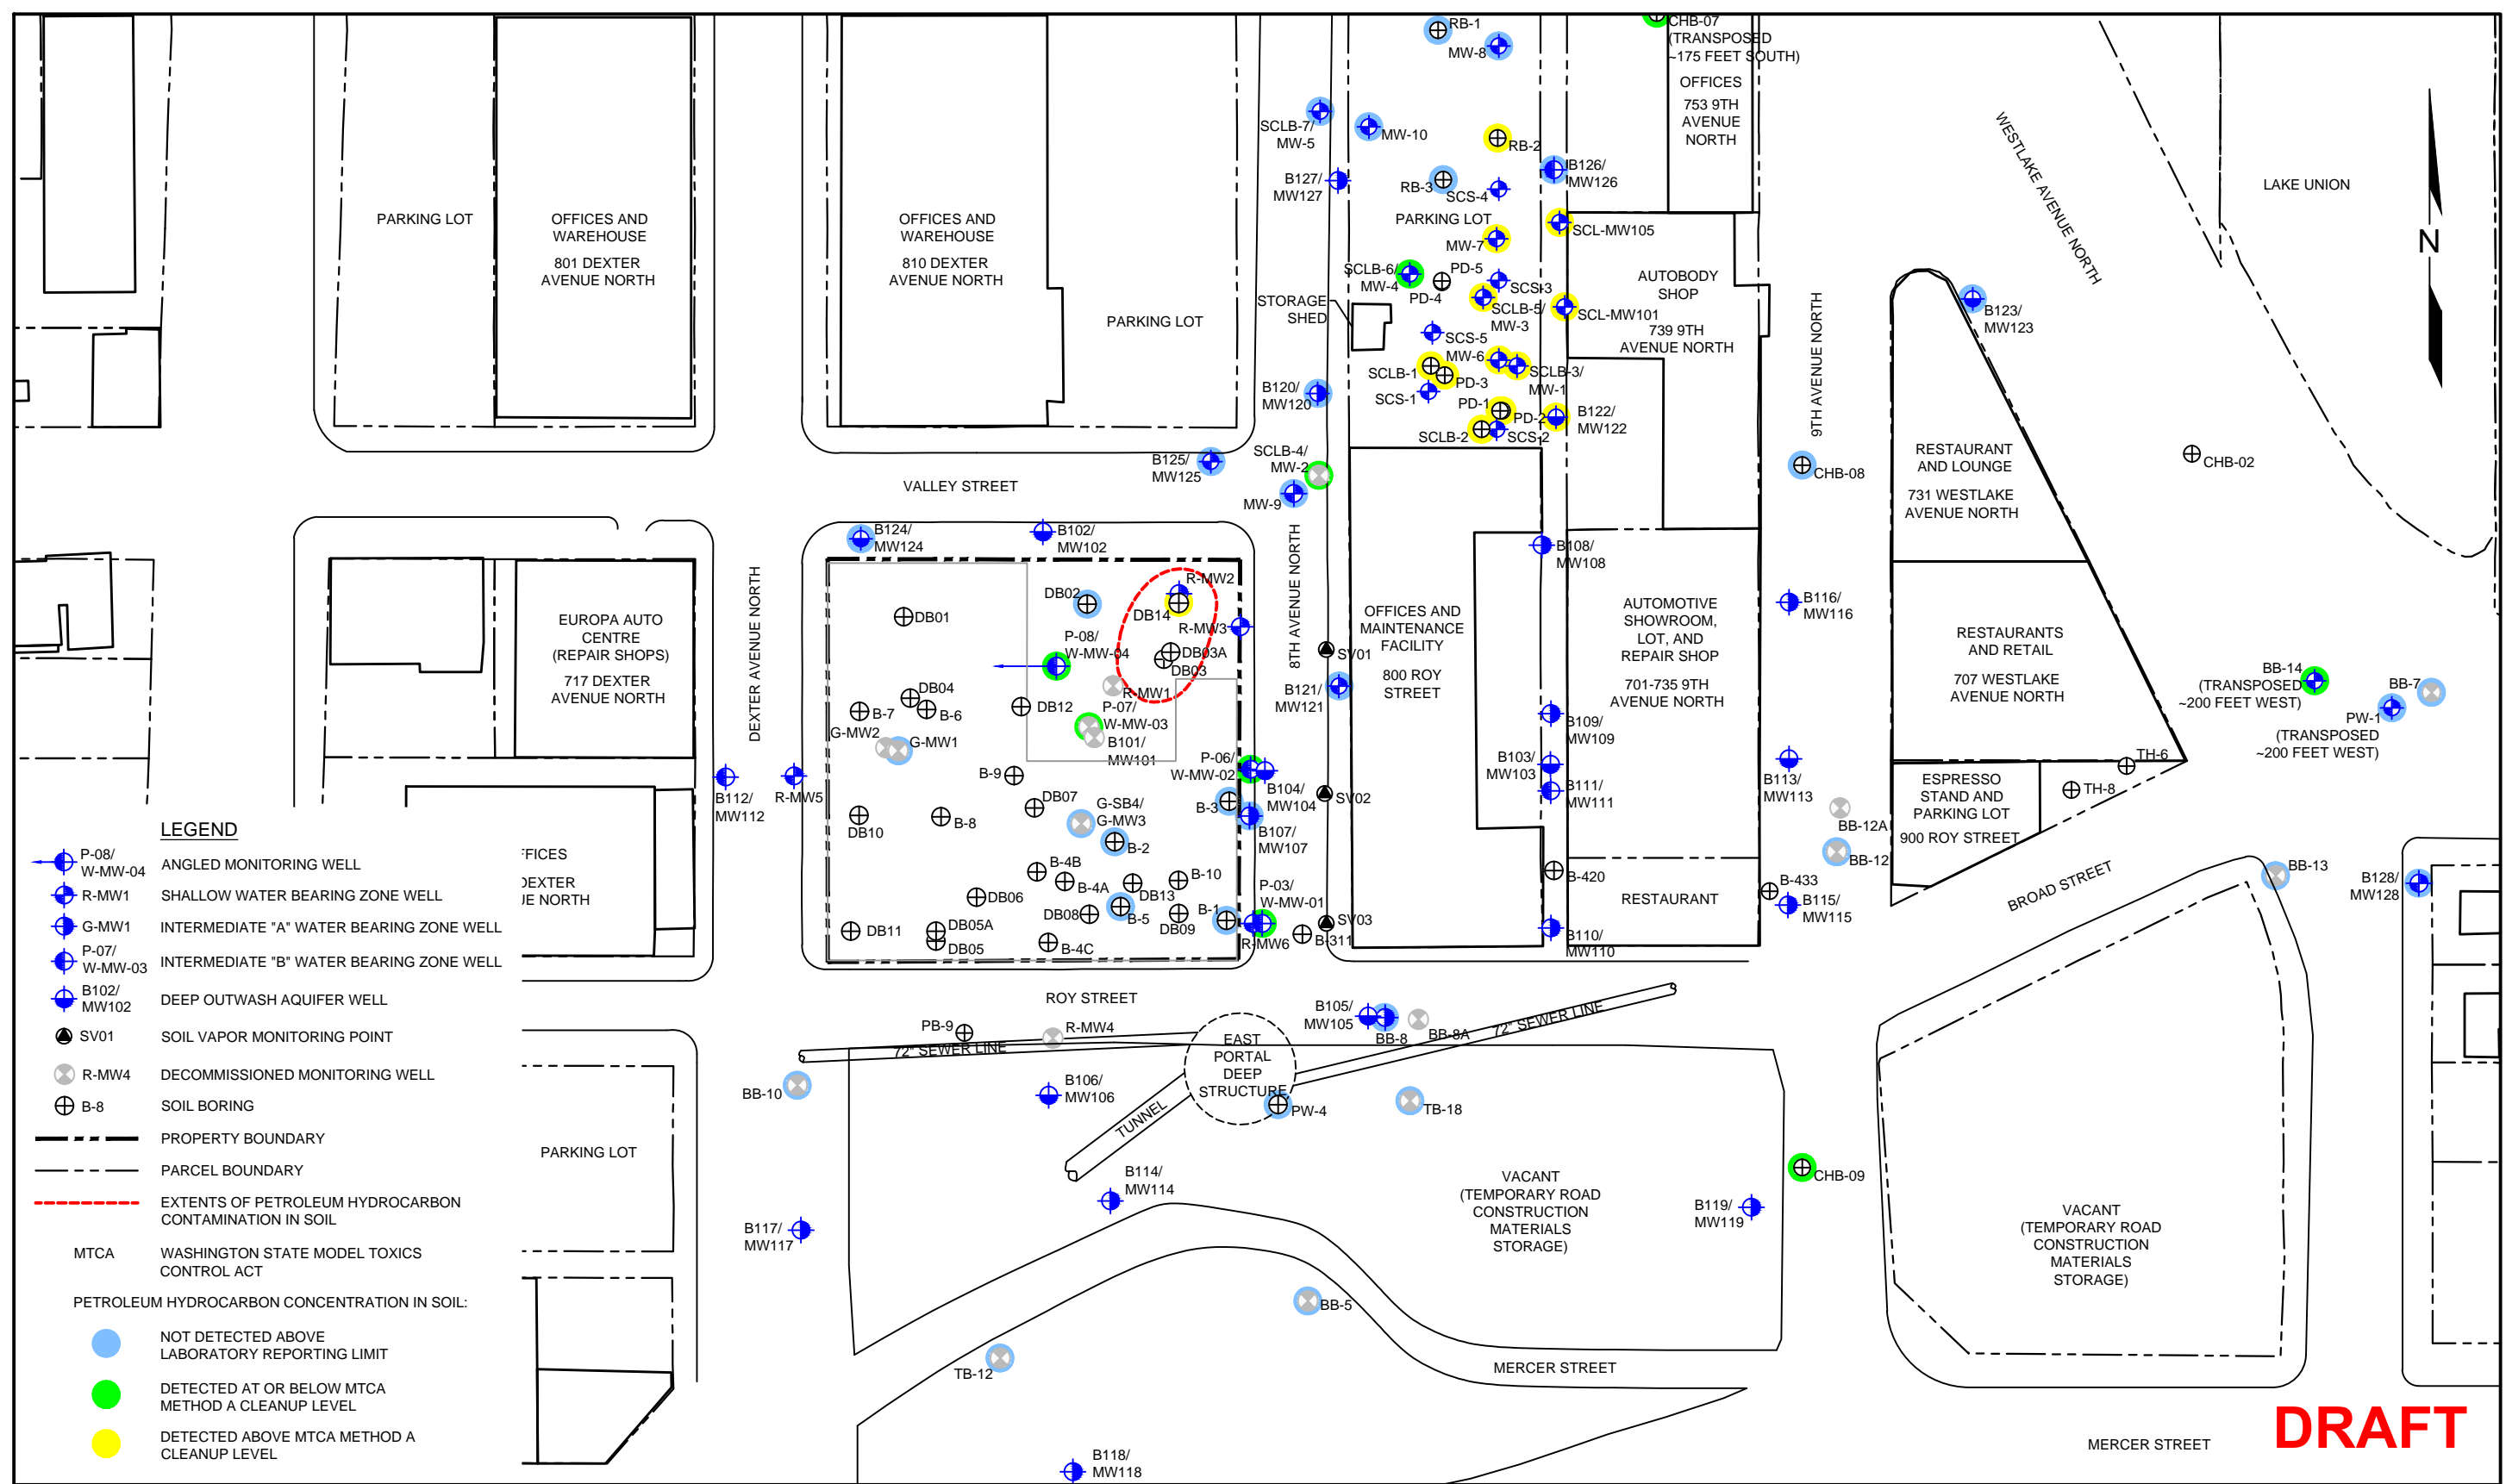 RB-1
MW-8
CHB-07
(TRANSPOSED
~175 FEET SOUTH)
OFFICES
753 9TH
AVENUE
NORTH
SCLB-7/
MW-5
MW-10
RB-2
B126/
MW126
B127/
MW127
RB-3
SCS-4
PARKING LOT
SCL-MW105
MW-7
SCLB-6/
MW-4
PD-5
PD-4
SCS-3
SCLB-5/
MW-3
SCL-MW101
STORAGE
SHED
SCS-5
MW-6
SCLB-1
PD-3
SCLB-3/
MW-1
SCS-1
PD-1
PD-2
SCLB-2
SCS-2
B122/
MW122
B120/
MW120
AUTOBODY
SHOP
739 9TH
AVENUE NORTH
WESTLAKE AVENUE NORTH
LAKE UNION
N
9TH AVENUE NORTH
B123/
MW123
PARKING LOT
OFFICES AND
WAREHOUSE
801 DEXTER
AVENUE NORTH
OFFICES AND
WAREHOUSE
810 DEXTER
AVENUE NORTH
PARKING LOT
B125/
MW125
SCLB-4/
MW-2
MW-9
VALLEY STREET
CHB-08
RESTAURANT
AND LOUNGE
731 WESTLAKE
AVENUE NORTH
CHB-02
B124/
MW124
B102/
MW102
8TH AVENUE NORTH
B108/
MW108
DEXTER AVENUE NORTH
EUROPA AUTO
CENTRE
(REPAIR SHOPS)
717 DEXTER
AVENUE NORTH
DB01
DB02
R-MW2
DB14
R-MW3
P-08/
W-MW-04
DB03A
DB03
R-MW1
DB04
B-7
B-6
G-MW2
G-MW1
DB12
P-07/
W-MW-03
B101/
MW101
B-9
P-06/
W-MW-02
B104/
MW104
B-3
B107/
MW107
SV01
B121/
MW121
SV02
OFFICES AND
MAINTENANCE
FACILITY
800 ROY
STREET
AUTOMOTIVE
SHOWROOM,
LOT, AND
REPAIR SHOP
701-735 9TH
AVENUE NORTH
B109/
MW109
B103/
MW103
B111/
MW111
B116/
MW116
RESTAURANTS
AND RETAIL
707 WESTLAKE
AVENUE NORTH
BB-14
(TRANSPOSED
~200 FEET WEST)
BB-7
PW-1
(TRANSPOSED
~200 FEET WEST)
B113/
MW113
TH-6
TH-8
ESPRESSO
STAND AND
PARKING LOT
900 ROY STREET
BB-12A
BB-12
B112/
MW112
R-MW5
DB10
B-8
DB07
G-SB4/
G-MW3
B-2
B-4B
B-4A
DB13
B-10
DB06
DB08
B-5
DB09
B-1
DB11
DB05A
DB05
B-4C
P-03/
W-MW-01
R-MW6
SV03
B-311
B-420
RESTAURANT
B-433
B115/
MW115
B110/
MW110
BROAD STREET
BB-13
B128/
MW128
FFICES
DEXTER
UE NORTH
ROY STREET
PB-9
R-MW4
72" SEWER LINE
EAST
PORTAL
DEEP
STRUCTURE
B105/
MW105
BB-8
BB-8A
72" SEWER LINE
BB-10
B106/
MW106
TUNNEL
PW-4
TB-18
PARKING LOT
B114/
MW114
B117/
MW117
VACANT
(TEMPORARY ROAD
CONSTRUCTION
MATERIALS
STORAGE)
B119/
MW119
CHB-09
VACANT
(TEMPORARY ROAD
CONSTRUCTION
MATERIALS
STORAGE)
BB-5
TB-12
MERCER STREET
B118/
MW118
MERCER STREET
DRAFT
LEGEND
P-08/
W-MW-04
ANGLED MONITORING WELL
R-MW1
SHALLOW WATER BEARING ZONE WELL
G-MW1
INTERMEDIATE "A" WATER BEARING ZONE WELL
P-07/
W-MW-03
INTERMEDIATE "B" WATER BEARING ZONE WELL
B102/
MW102
DEEP OUTWASH AQUIFER WELL
SV01
SOIL VAPOR MONITORING POINT
R-MW4
DECOMMISSIONED MONITORING WELL
B-8
SOIL BORING
PROPERTY BOUNDARY
PARCEL BOUNDARY
EXTENTS OF PETROLEUM HYDROCARBON
CONTAMINATION IN SOIL
MTCA
WASHINGTON STATE MODEL TOXICS
CONTROL ACT
PETROLEUM HYDROCARBON CONCENTRATION IN SOIL:
NOT DETECTED ABOVE
LABORATORY REPORTING LIMIT
DETECTED AT OR BELOW MTCA
METHOD A CLEANUP LEVEL
DETECTED ABOVE MTCA METHOD A
CLEANUP LEVEL